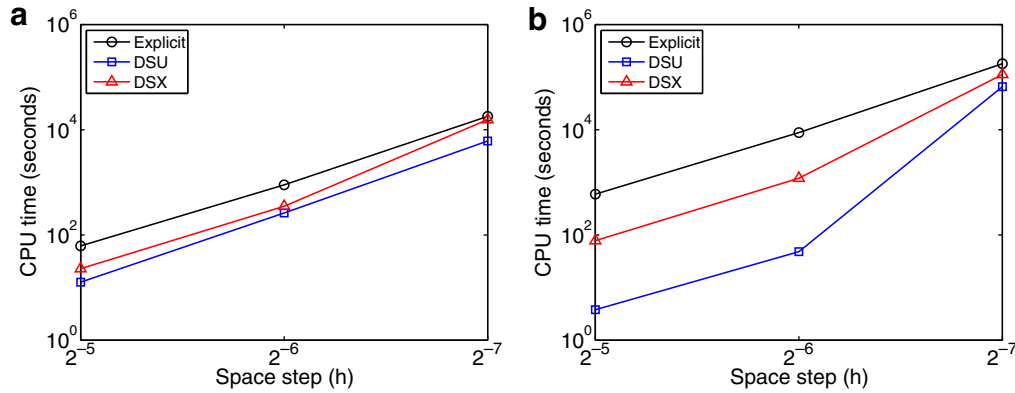 a
10^6
10^4
10^2
10^0
CPU time (seconds)
Explicit
DSU
DSX
2^−5
2^−6
2^−7
Space step (h)
b
10^6
10^4
10^2
10^0
CPU time (seconds)
Explicit
DSU
DSX
2^−5
2^−6
2^−7
Space step (h)